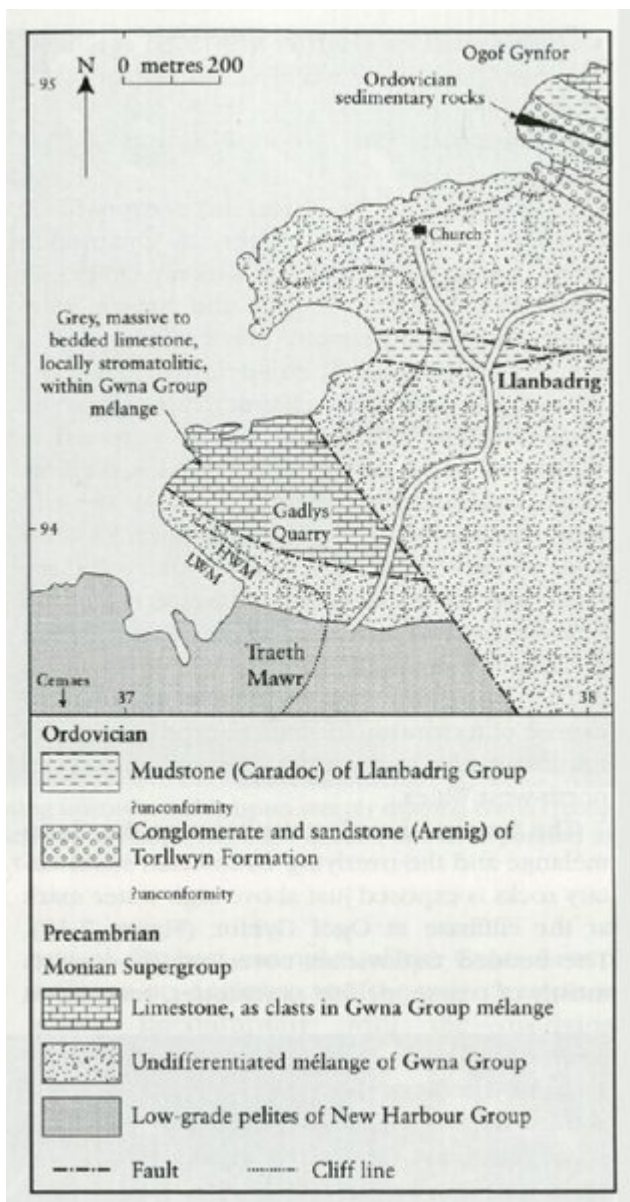 Ogof Gynfor
N
0 metres 200
95
Ordovician
sedimentary rocks
Church
Grey, massive to
bedded limestone,
locally stromatolitic,
within Gwna Group
mélange
Llanbadrig
Gadlys
Quarry
94
HWM
LWM
Traeth
Mawr
Cemaes
37
38
Ordovician
Mudstone (Caradoc) of Llanbadrig Group
?unconformity
Conglomerate and sandstone (Arenig) of
Torllwyn Formation
?unconformity
Precambrian
Monian Supergroup
Limestone, as clasts in Gwna Group mélange
Undifferentiated mélange of Gwna Group
Low-grade pelites of New Harbour Group
Fault
Cliff line